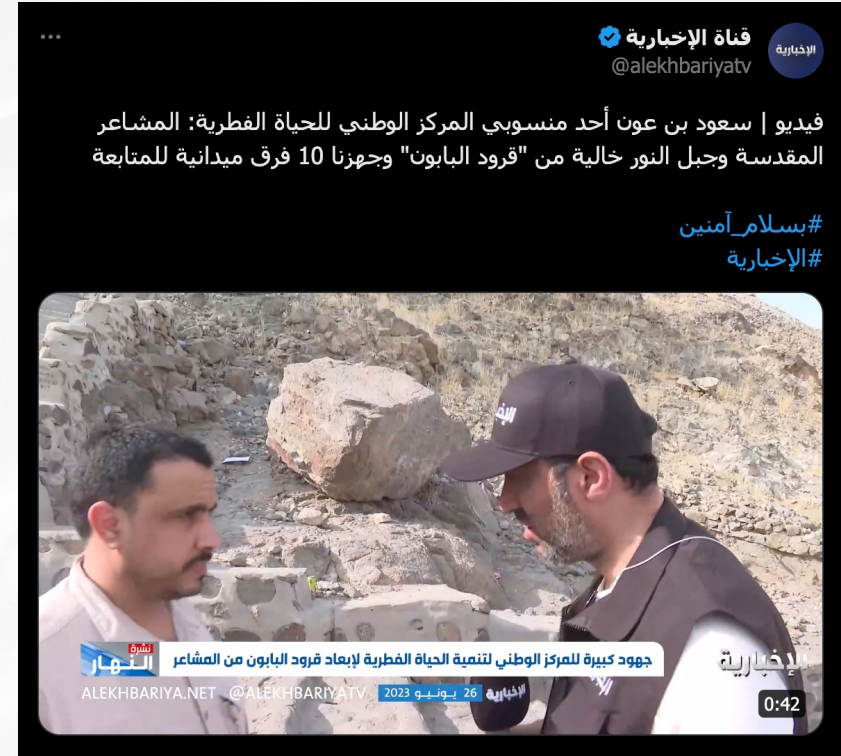 قناة الإخبارية
@alekhbariyatv
الإخبارية
فيديو | سعود بن عون أحد منسوبي المركز الوطني للحياة الفطرية: المشاعر
المقدسة وجبل النور خالية من "قرود البابون" وجهزنا 10 فرق ميدانية للمتابعة
#بسلام_آمنين
#الإخبارية
نشرة
النهار
جهود كبيرة للمركز الوطني لتنمية الحياة الفطرية لإبعاد قرود البابون من المشاعر
الإخبارية
ALEKHBARIYA.NET @ALEKHBARIYATV 26 يـونـيـو 2023
الإخبارية
0:42